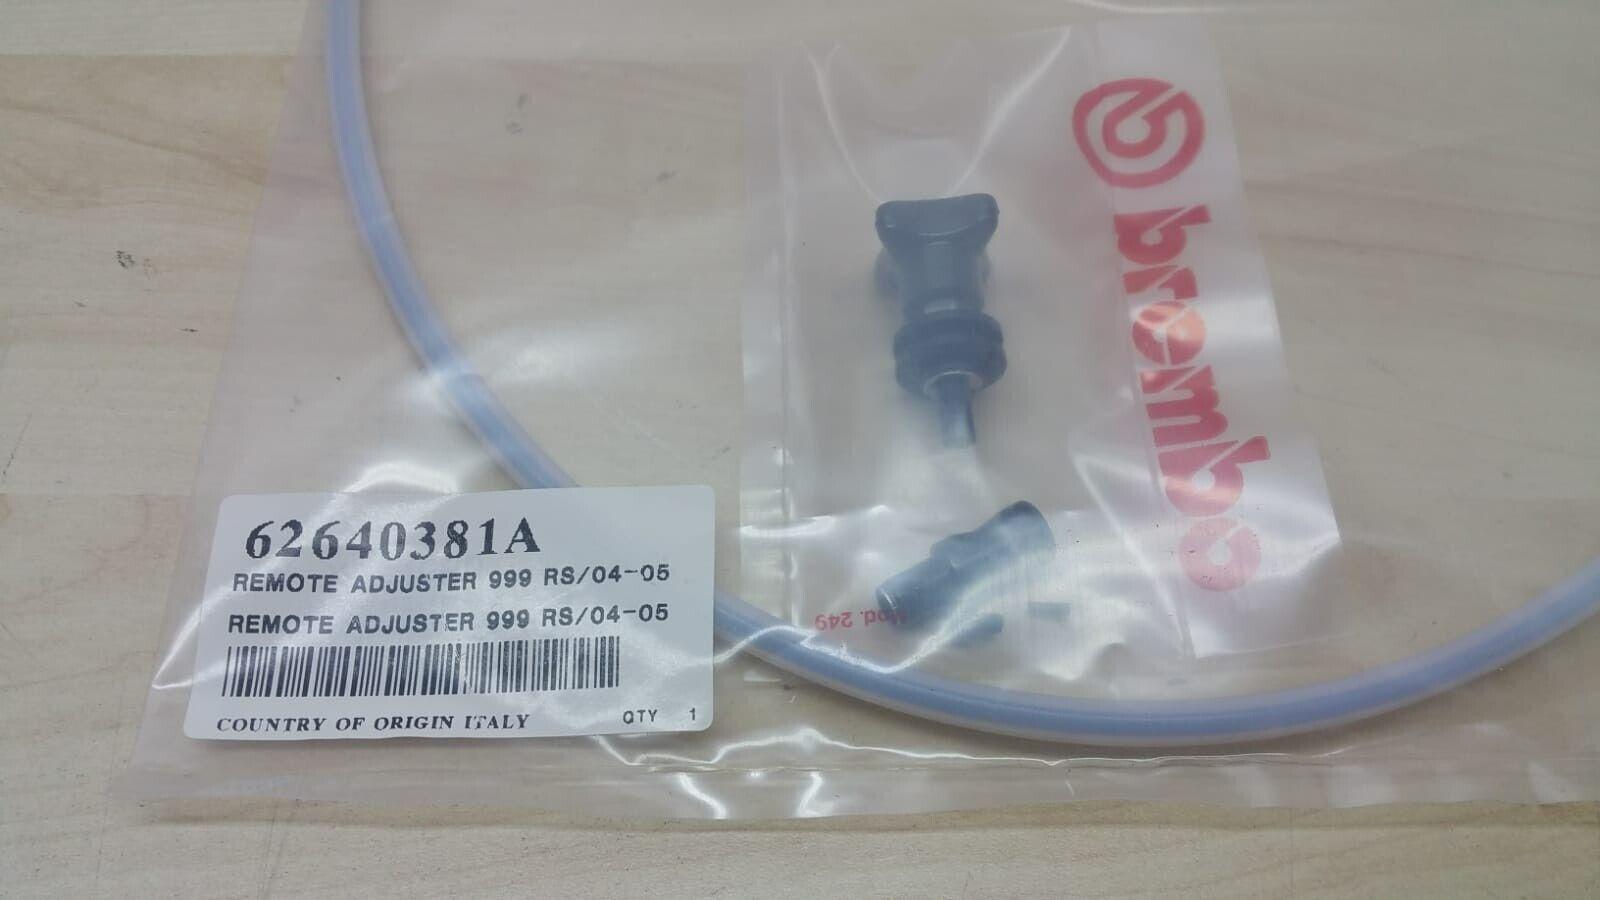 brembo
62640381A
REMOTE ADJUSTER 999 RS/04-05
REMOTE ADJUSTER 999 RS/04-05
COUNTRY OF ORIGIN ITALY QTY 1
Mod. 249